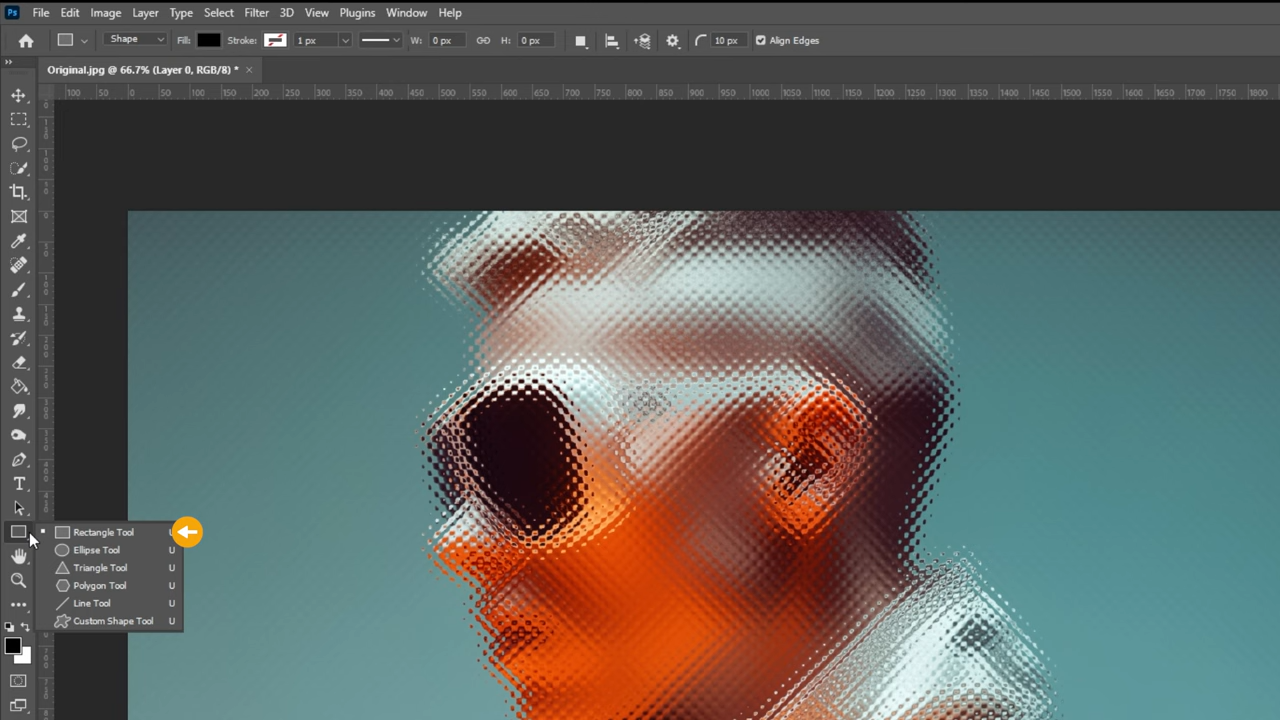 Ps File Edit Image Layer Type Select Filter 3D View Plugins Window Help
Shape Fill: Stroke: 1 px W: 0 px H: 0 px 10 px Align Edges
Original.jpg @ 66.7% (Layer 0, RGB/8) * ×
100 50 0 50 100 150 200 250 300 350 400 450 500 550 600 650 700 750 800 850 900 950 1000 1050 1100 1150 1200 1250 1300 1350 1400 1450 1500 1550 1600 1650 1700 1750 1800
T
Rectangle Tool U
Ellipse Tool U
Triangle Tool U
Polygon Tool U
Line Tool U
Custom Shape Tool U